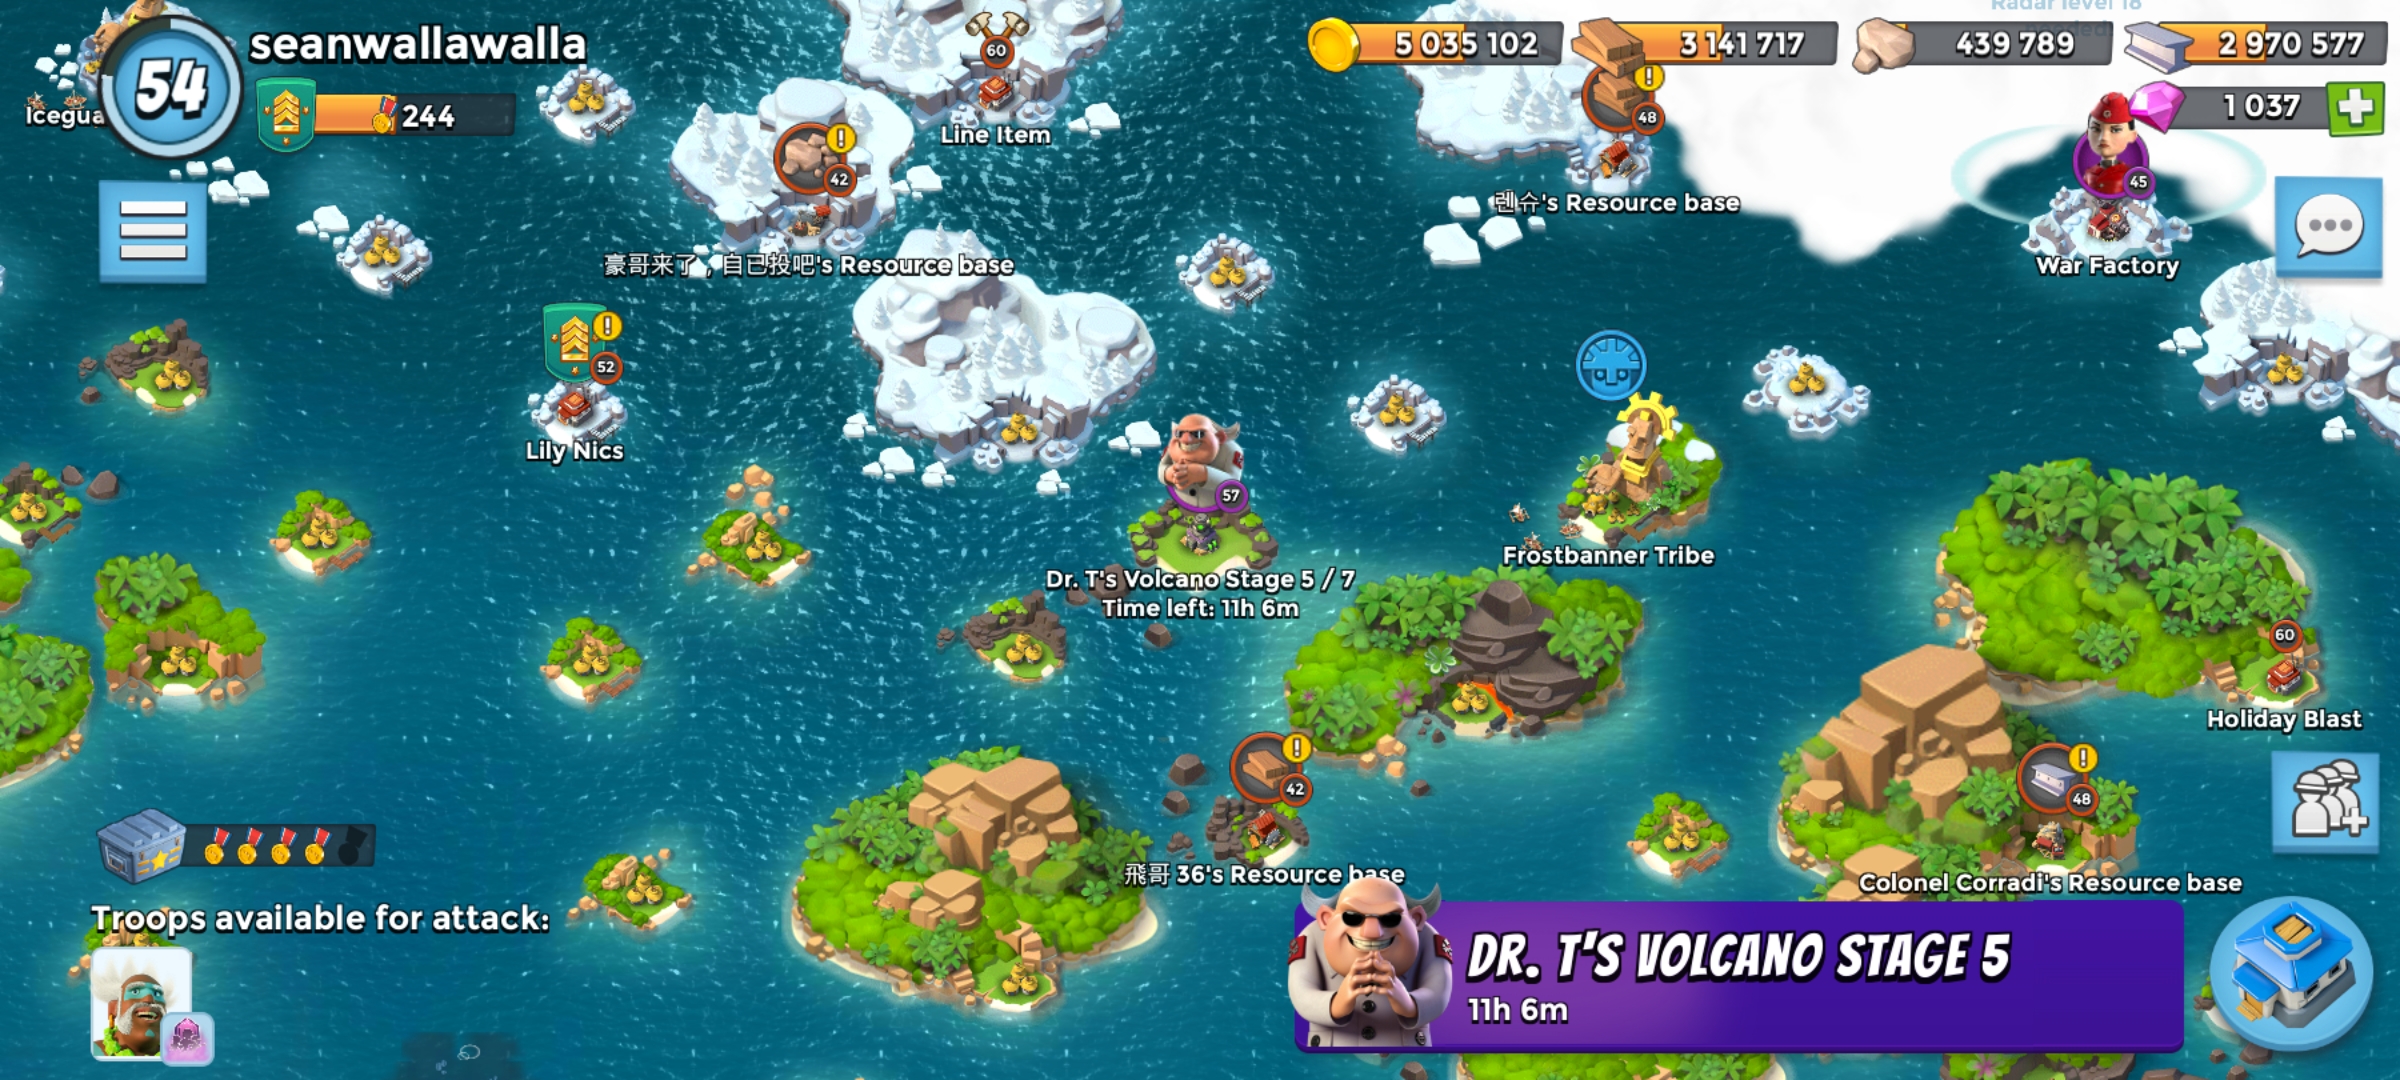 Radar level 18
seanwallawalla
54
244
Icegua
5 035 102
3 141 717
439 789
2 970 577
1 037
60
Line Item
42
豪哥来了，自己投吧's Resource base
48
렌슈's Resource base
45
War Factory
52
Lily Nics
57
Dr. T's Volcano Stage 5 / 7
Time left: 11h 6m
Frostbanner Tribe
60
Holiday Blast
42
飛哥 36's Resource base
48
Colonel Corradi's Resource base
Troops available for attack:
DR. T'S VOLCANO STAGE 5
11h 6m